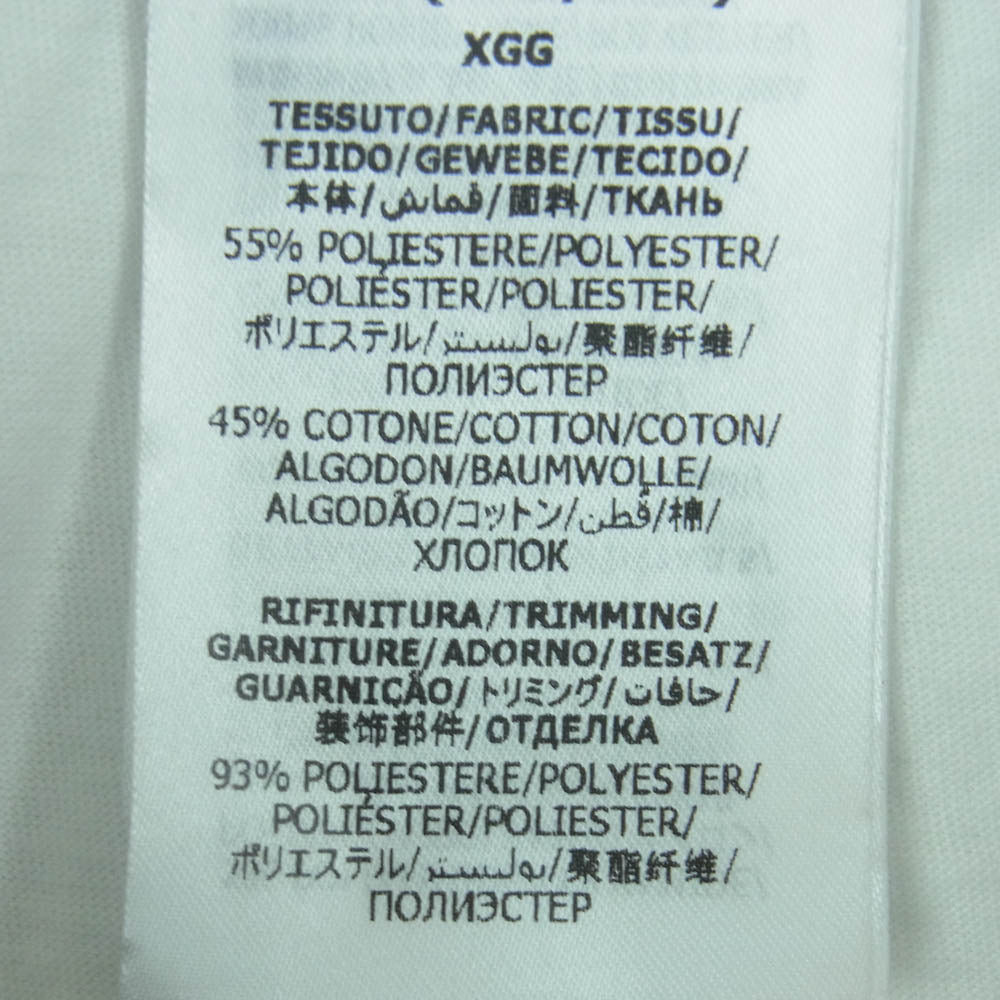 XGG
TESSUTO/FABRIC/TISSU/
TEJIDO/GEWEBE/TECIDO/
本体/قماش/面料/ТКАНЬ
55% POLIESTERE/POLYESTER/
POLIÉSTER/POLIESTER/
ポリエステル/بوليستر/聚酯纤维/
ПОЛИЭСТЕР
45% COTONE/COTTON/COTON/
ALGODON/BAUMWOLLE/
ALGODÃO/コットン/قطن/棉/
ХЛОПОК
RIFINITURA/TRIMMING/
GARNITURE/ADORNO/BESATZ/
GUARNIÇÃO/トリミング/حافات/
装饰部件/ОТДЕЛКА
93% POLIESTERE/POLYESTER/
POLIÉSTER/POLIESTER/
ポリエステル/بوليستر/聚酯纤维/
ПОЛИЭСТЕР